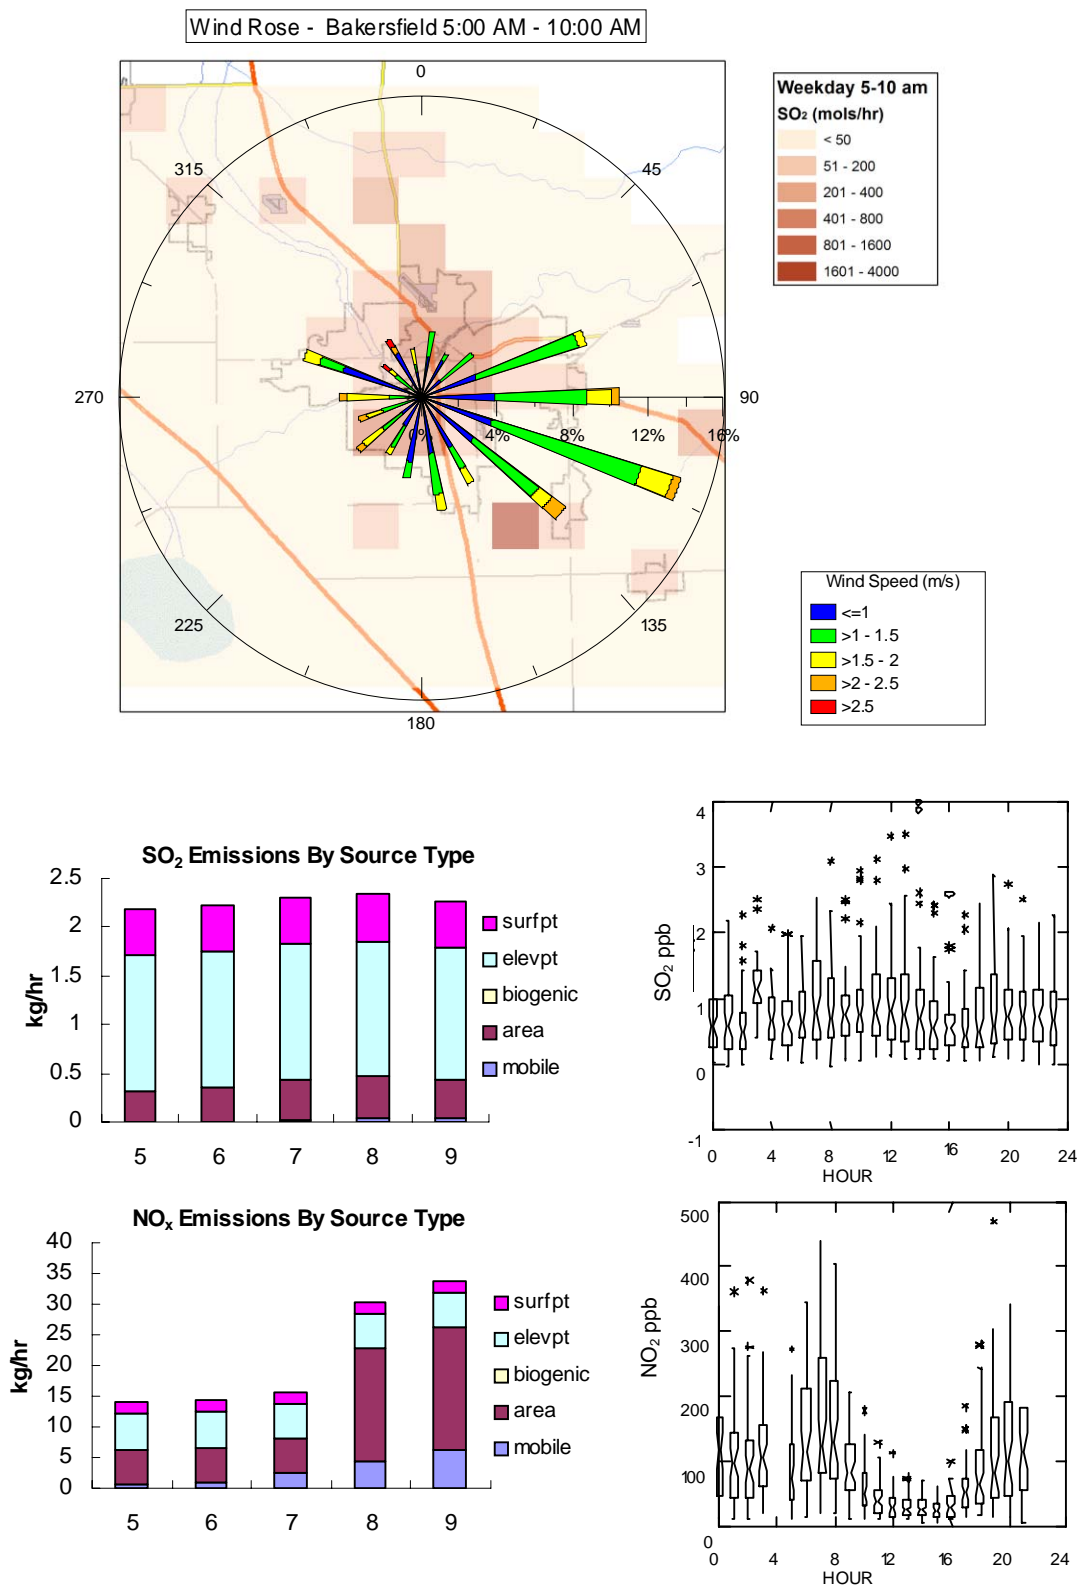 Wind Rose - Bakersfield 5:00 AM - 10:00 AM
0
45
90
135
180
225
270
315
0%
4%
8%
12%
16%
Weekday 5-10 am
SO2 (mols/hr)
< 50
51 - 200
201 - 400
401 - 800
801 - 1600
1601 - 4000
Wind Speed (m/s)
<=1
>1 - 1.5
>1.5 - 2
>2 - 2.5
>2.5
SO2 Emissions By Source Type
kg/hr
2.5
2
1.5
1
0.5
0
5 6 7 8 9
surfpt
elevpt
biogenic
area
mobile
SO2 ppb
4
3
2
1
0
-1
0 4 8 12 16 20 24
HOUR
NOx Emissions By Source Type
kg/hr
40
35
30
25
20
15
10
5
0
5 6 7 8 9
surfpt
elevpt
biogenic
area
mobile
NO2 ppb
500
400
300
200
100
0
0 4 8 12 16 20 24
HOUR